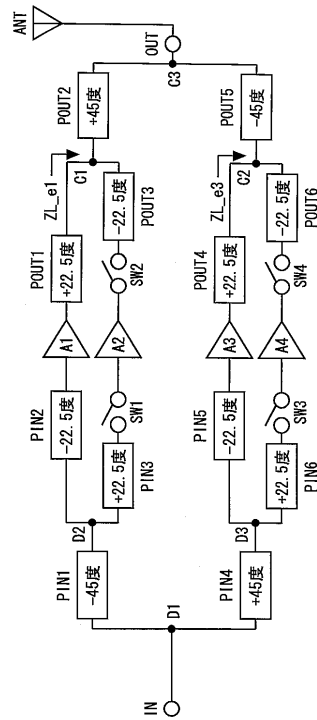 IN
D1
PIN1
-45度
PIN4
+45度
D2
D3
PIN2
-22.5度
PIN3
+22.5度
PIN5
-22.5度
PIN6
+22.5度
SW1
SW3
A1
A2
A3
A4
SW2
SW4
POUT1
+22.5度
POUT3
-22.5度
POUT4
+22.5度
POUT6
-22.5度
ZL_e1
C1
ZL_e3
C2
POUT2
+45度
POUT5
-45度
C3
OUT
ANT